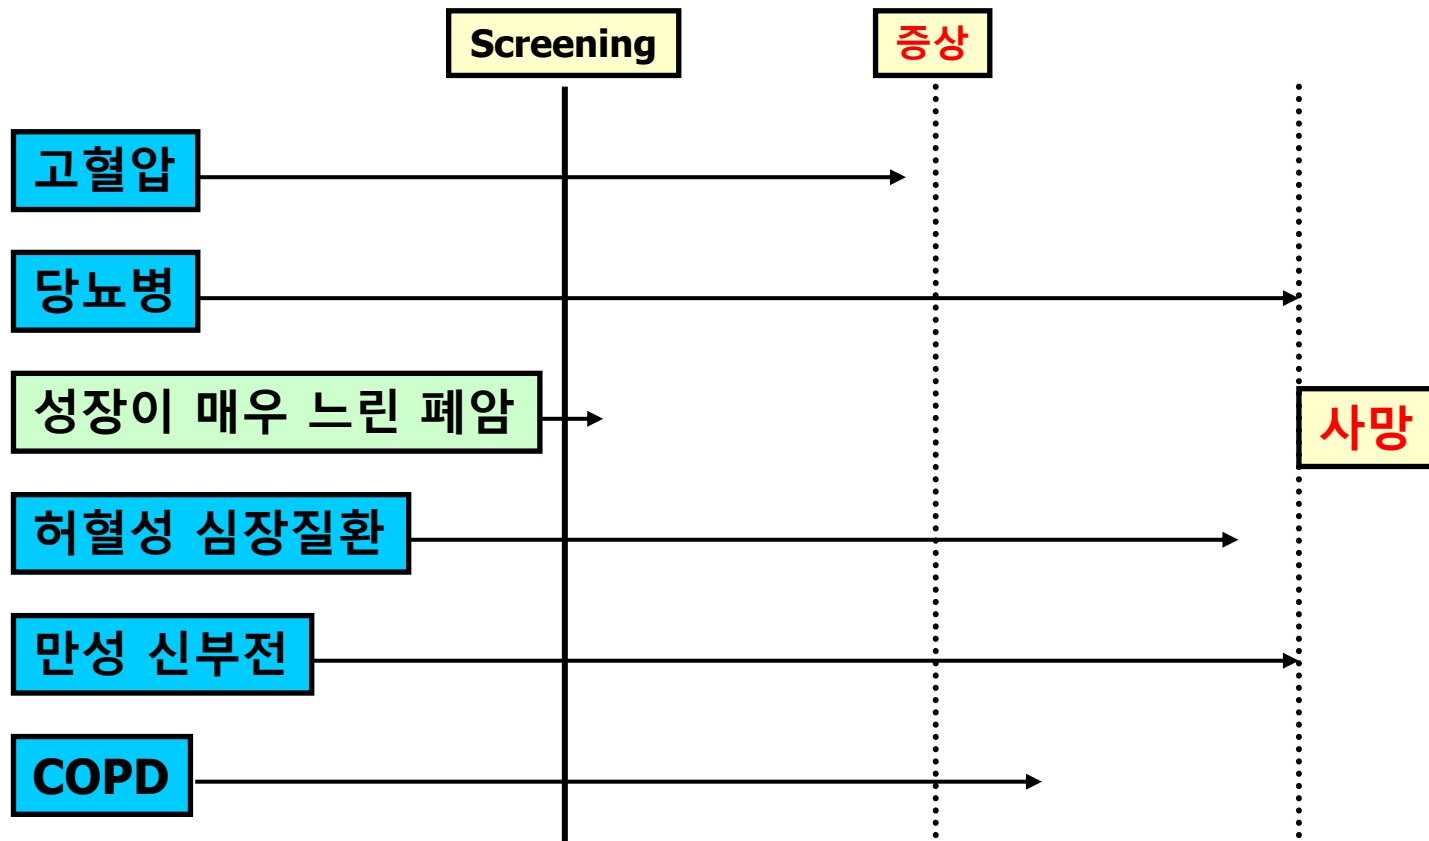 Screening
증상
고혈압
당뇨병
성장이 매우 느린 폐암
사망
허혈성 심장질환
만성 신부전
COPD